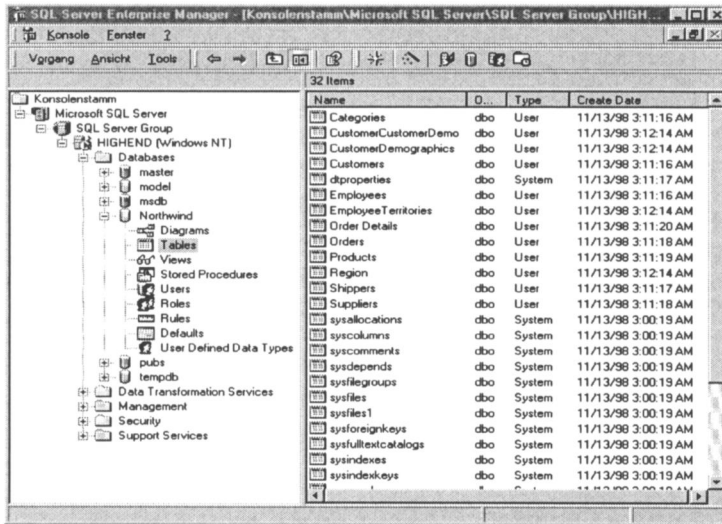 SQL Server Enterprise Manager - [Konsolenstamm\Microsoft SQL Server\SQL Server Group\HIGH...
Konsole Fenster ?
Vorgang Ansicht Tools
32 Items
Konsolenstamm
Microsoft SQL Server
SQL Server Group
HIGHEND (Windows NT)
Databases
master
model
msdb
Northwind
Diagrams
Tables
Views
Stored Procedures
Users
Roles
Rules
Defaults
User Defined Data Types
pubs
tempdb
Data Transformation Services
Management
Security
Support Services
Name O... Type Create Date
Categories dbo User 11/13/98 3:11:16 AM
CustomerCustomerDemo dbo User 11/13/98 3:12:14 AM
CustomerDemographics dbo User 11/13/98 3:12:14 AM
Customers dbo User 11/13/98 3:11:16 AM
dtproperties dbo System 11/13/98 3:11:17 AM
Employees dbo User 11/13/98 3:11:16 AM
EmployeeTerritories dbo User 11/13/98 3:12:14 AM
Order Details dbo User 11/13/98 3:11:20 AM
Orders dbo User 11/13/98 3:11:18 AM
Products dbo User 11/13/98 3:11:19 AM
Region dbo User 11/13/98 3:12:14 AM
Shippers dbo User 11/13/98 3:11:17 AM
Suppliers dbo User 11/13/98 3:11:18 AM
sysallocations dbo System 11/13/98 3:00:19 AM
syscolumns dbo System 11/13/98 3:00:19 AM
syscomments dbo System 11/13/98 3:00:19 AM
sysdepends dbo System 11/13/98 3:00:19 AM
sysfilegroups dbo System 11/13/98 3:00:19 AM
sysfiles dbo System 11/13/98 3:00:19 AM
sysfiles1 dbo System 11/13/98 3:00:19 AM
sysforeignkeys dbo System 11/13/98 3:00:19 AM
sysfulltextcatalogs dbo System 11/13/98 3:00:19 AM
sysindexes dbo System 11/13/98 3:00:19 AM
sysindexkeys dbo System 11/13/98 3:00:19 AM